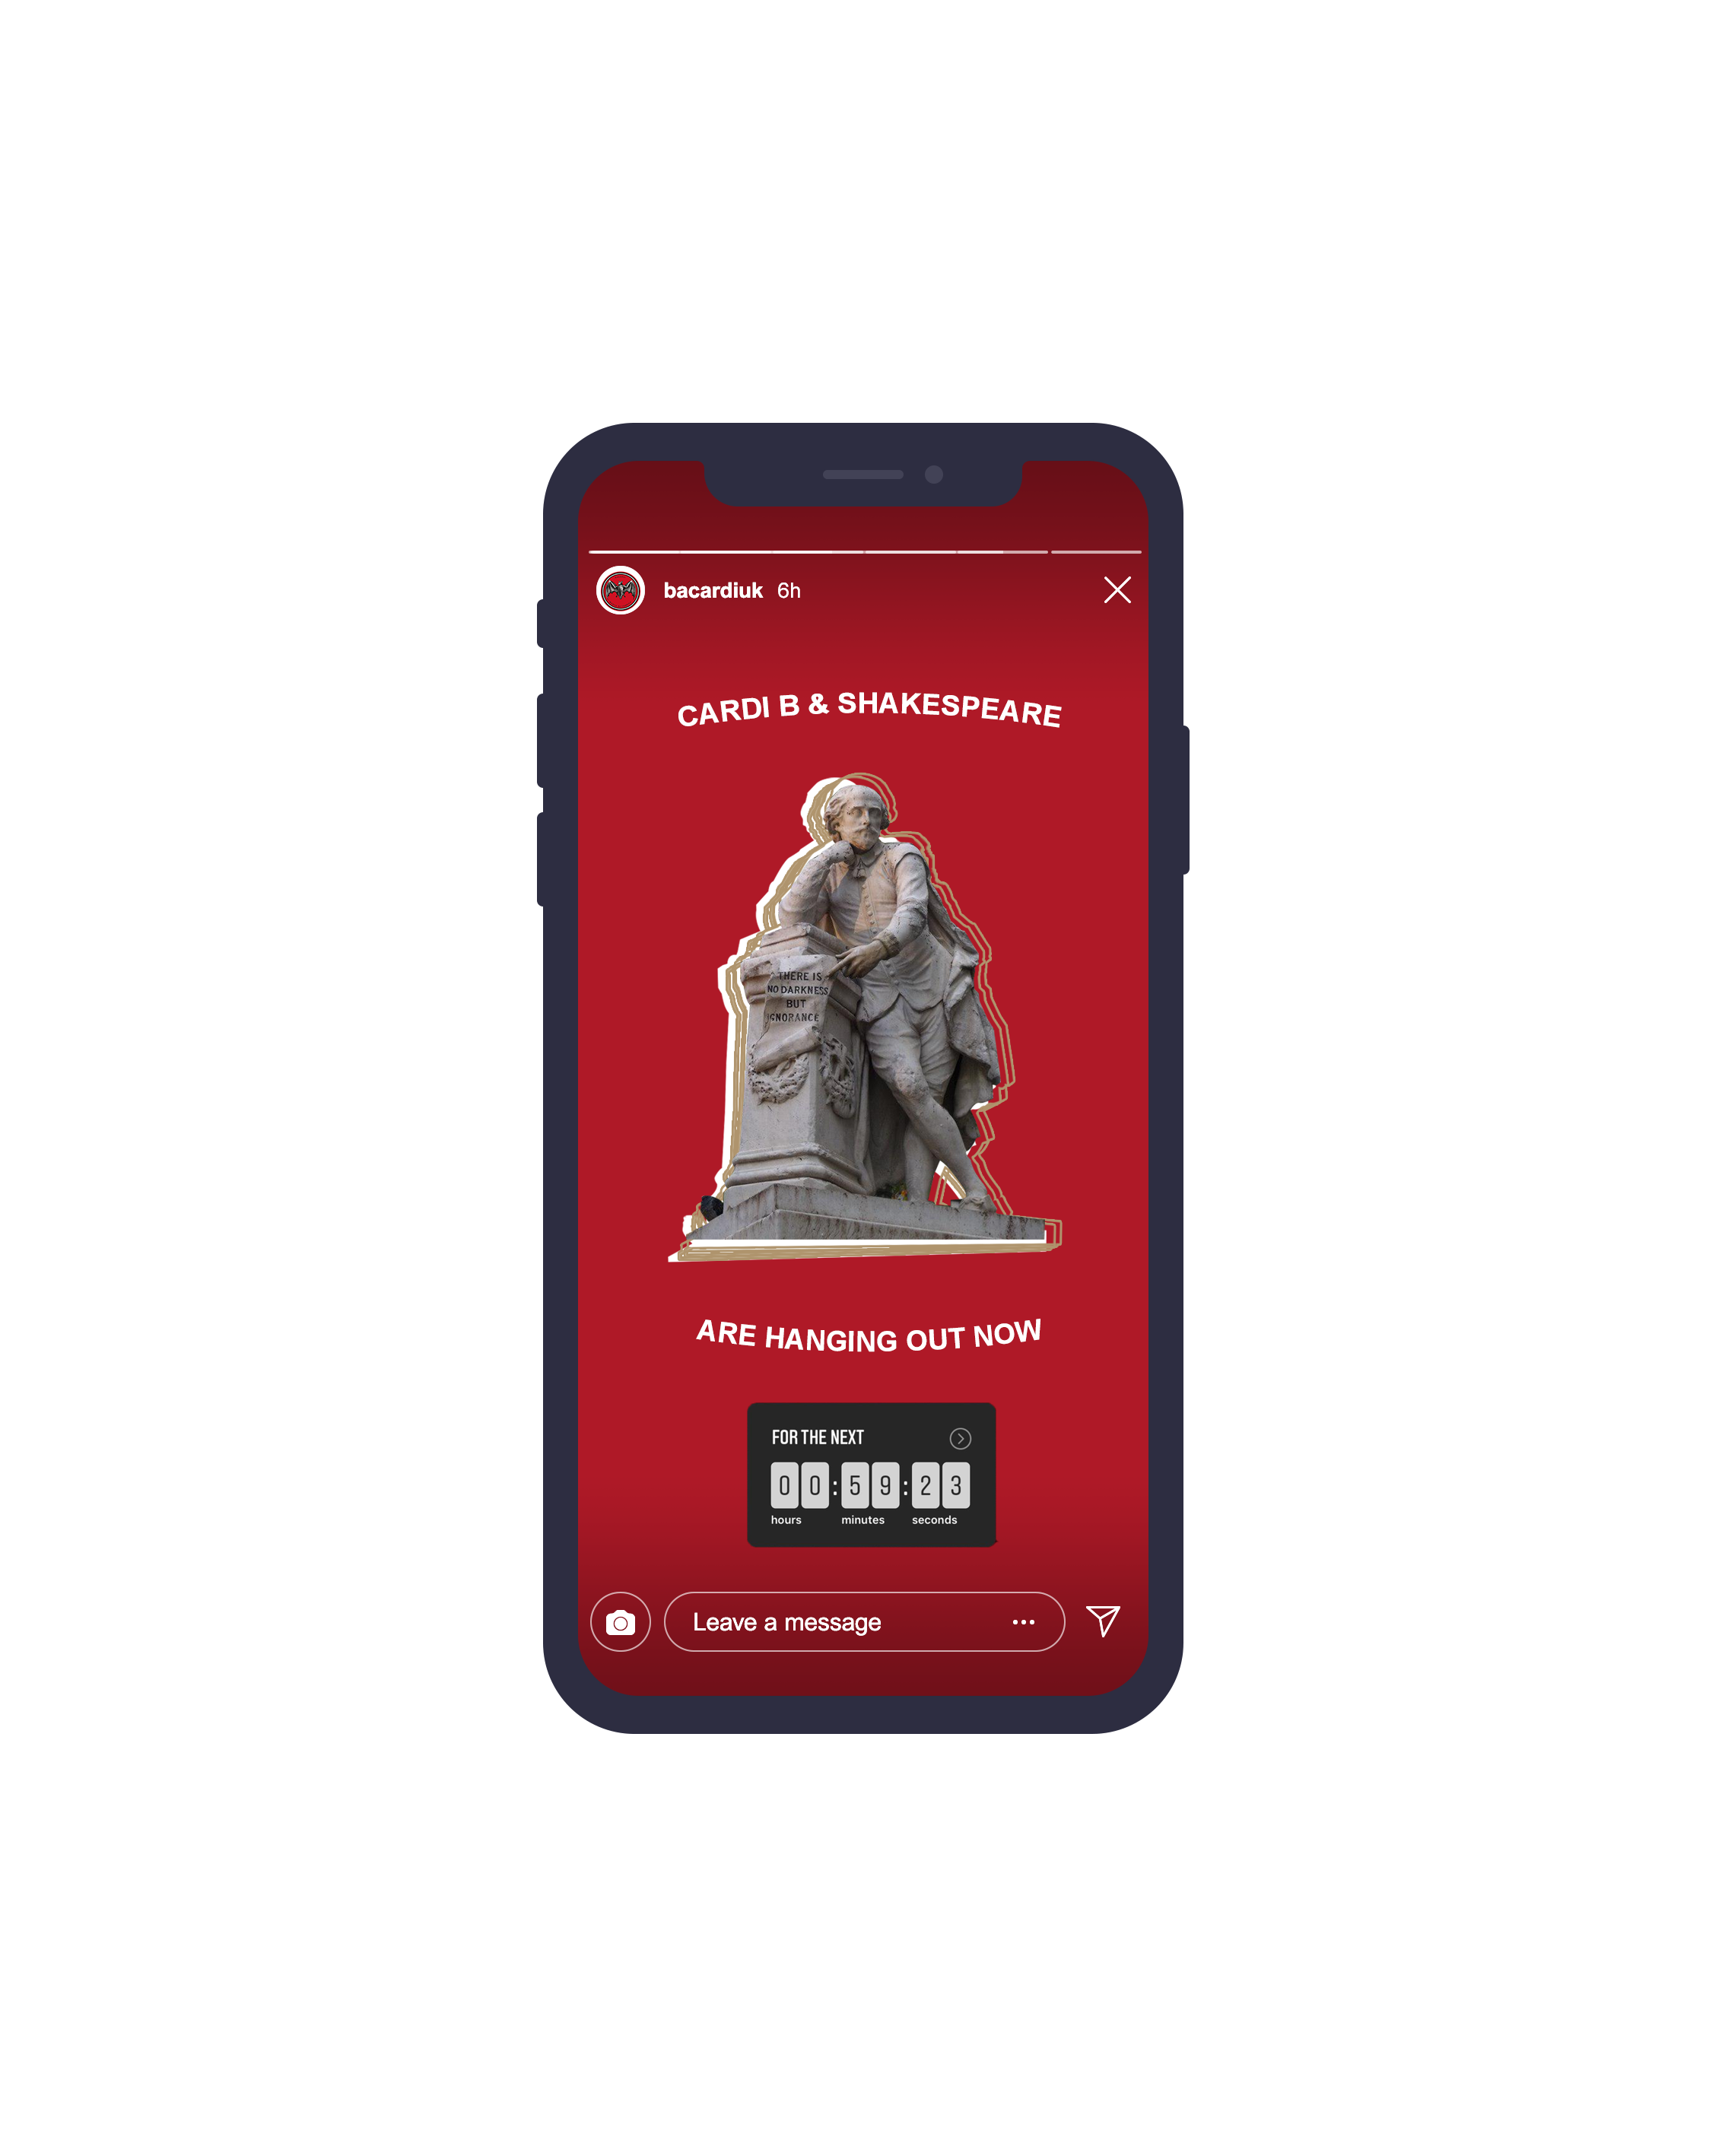 bacardiuk 6h
CARDI B & SHAKESPEARE
THERE IS
NO DARKNESS
BUT
IGNORANCE
ARE HANGING OUT NOW
FOR THE NEXT
00:59:23
hours minutes seconds
Leave a message